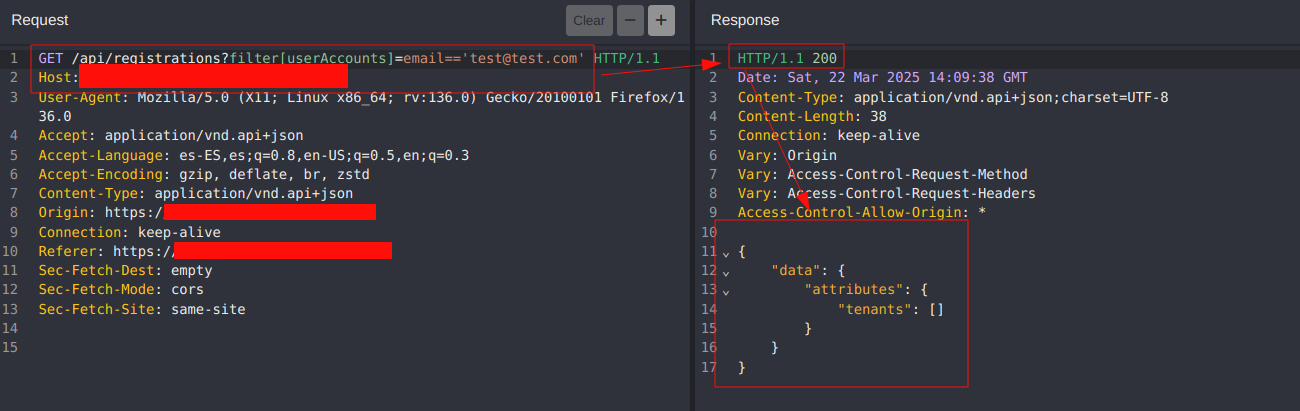 Request
Clear
−
+
1 GET /api/registrations?filter[userAccounts]=email=='test@test.com' HTTP/1.1
2 Host:
3 User-Agent: Mozilla/5.0 (X11; Linux x86_64; rv:136.0) Gecko/20100101 Firefox/1
36.0
4 Accept: application/vnd.api+json
5 Accept-Language: es-ES,es;q=0.8,en-US;q=0.5,en;q=0.3
6 Accept-Encoding: gzip, deflate, br, zstd
7 Content-Type: application/vnd.api+json
8 Origin: https:/
9 Connection: keep-alive
10 Referer: https://
11 Sec-Fetch-Dest: empty
12 Sec-Fetch-Mode: cors
13 Sec-Fetch-Site: same-site
14
15
Response
1 HTTP/1.1 200
2 Date: Sat, 22 Mar 2025 14:09:38 GMT
3 Content-Type: application/vnd.api+json;charset=UTF-8
4 Content-Length: 38
5 Connection: keep-alive
6 Vary: Origin
7 Vary: Access-Control-Request-Method
8 Vary: Access-Control-Request-Headers
9 Access-Control-Allow-Origin: *
10
11 {
12 "data": {
13 "attributes": {
14 "tenants": []
15 }
16 }
17 }